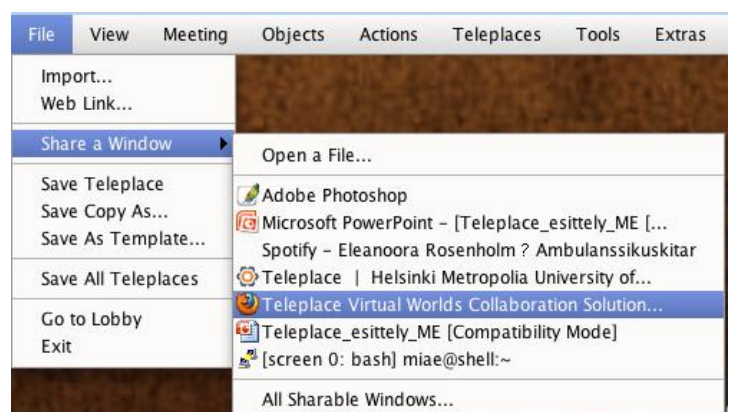 File View Meeting Objects Actions Teleplaces Tools Extras
Import...
Web Link...
Share a Window
Save Teleplace
Save Copy As...
Save As Template...
Save All Teleplaces
Go to Lobby
Exit
Open a File...
Adobe Photoshop
Microsoft PowerPoint – [Teleplace_esittely_ME [...
Spotify – Eleanoora Rosenholm ? Ambulanssikuskitar
Teleplace | Helsinki Metropolia University of...
Teleplace Virtual Worlds Collaboration Solution...
Teleplace_esittely_ME [Compatibility Mode]
[screen 0: bash] miae@shell:~
All Sharable Windows...